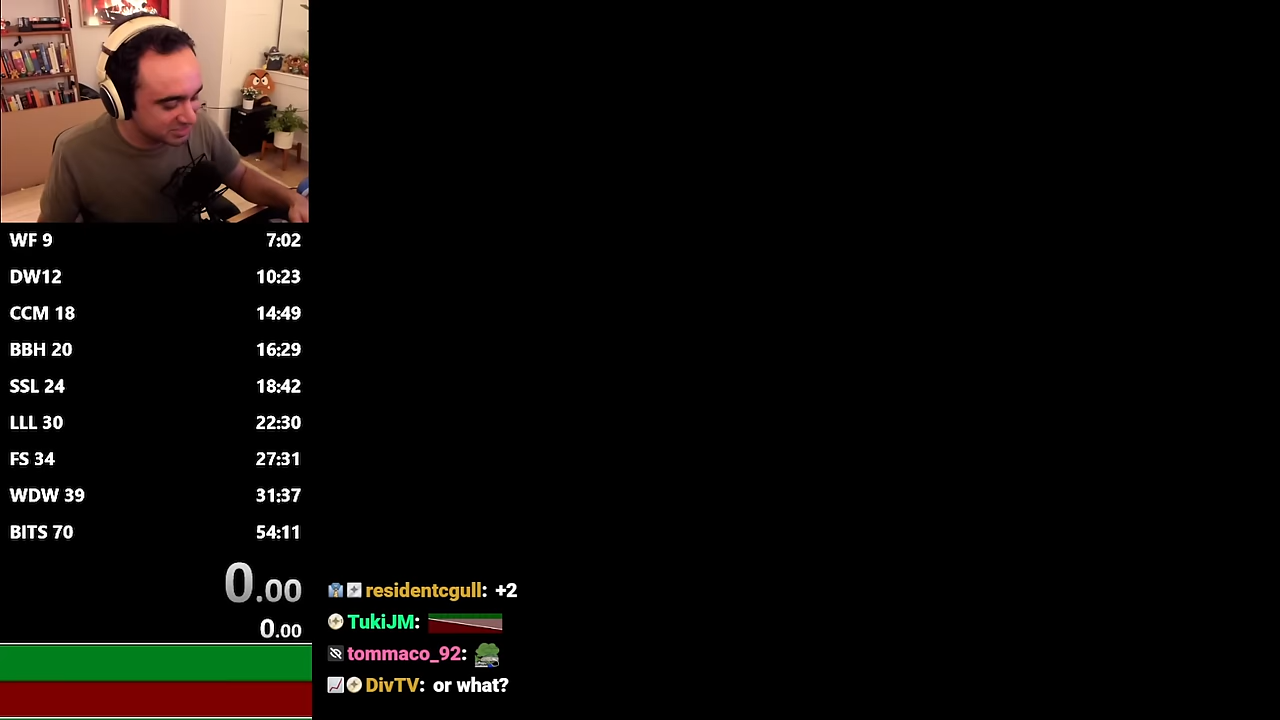 WF 9 7:02
DW12 10:23
CCM 18 14:49
BBH 20 16:29
SSL 24 18:42
LLL 30 22:30
FS 34 27:31
WDW 39 31:37
BITS 70 54:11
0.00
0.00
residentcgull: +2
TukiJM:
tommaco_92:
DivTV: or what?